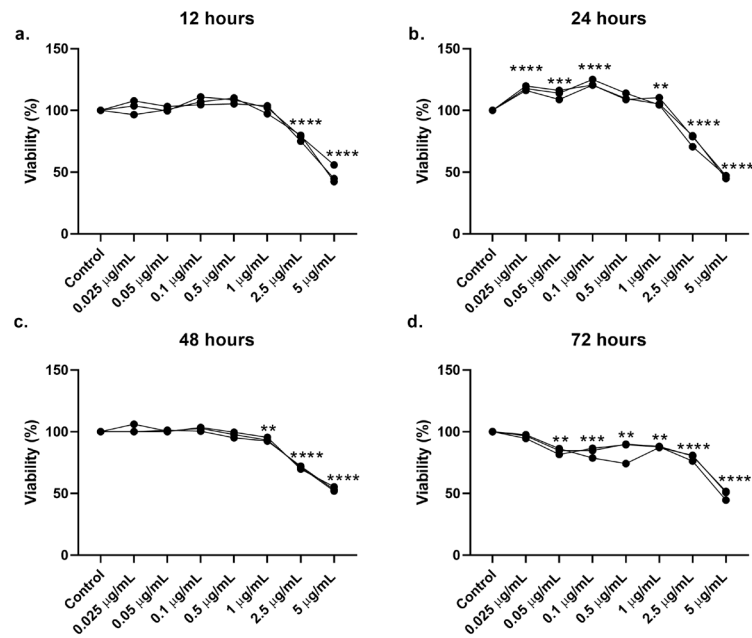 a.
12 hours
Viability (%)
150
100
50
0
****
****
Control
0.025 µg/mL
0.05 µg/mL
0.1 µg/mL
0.5 µg/mL
1 µg/mL
2.5 µg/mL
5 µg/mL
b.
24 hours
Viability (%)
150
100
50
0
****
***
****
**
****
****
Control
0.025 µg/mL
0.05 µg/mL
0.1 µg/mL
0.5 µg/mL
1 µg/mL
2.5 µg/mL
5 µg/mL
c.
48 hours
Viability (%)
150
100
50
0
**
****
****
Control
0.025 µg/mL
0.05 µg/mL
0.1 µg/mL
0.5 µg/mL
1 µg/mL
2.5 µg/mL
5 µg/mL
d.
72 hours
Viability (%)
150
100
50
0
**
***
**
**
****
****
Control
0.025 µg/mL
0.05 µg/mL
0.1 µg/mL
0.5 µg/mL
1 µg/mL
2.5 µg/mL
5 µg/mL